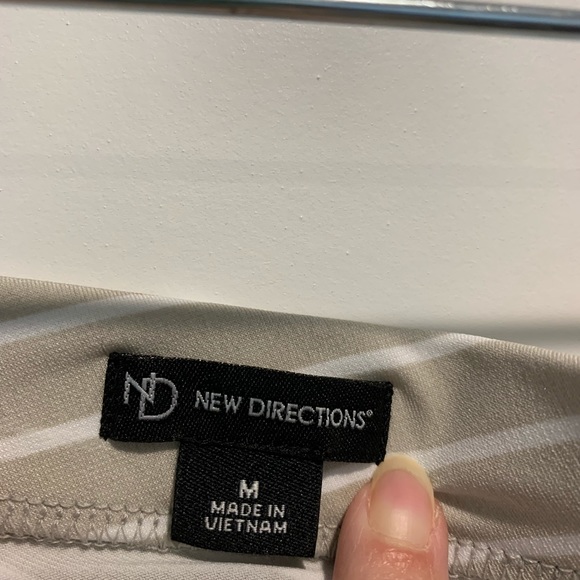 ND NEW DIRECTIONS®
M
MADE IN
VIETNAM